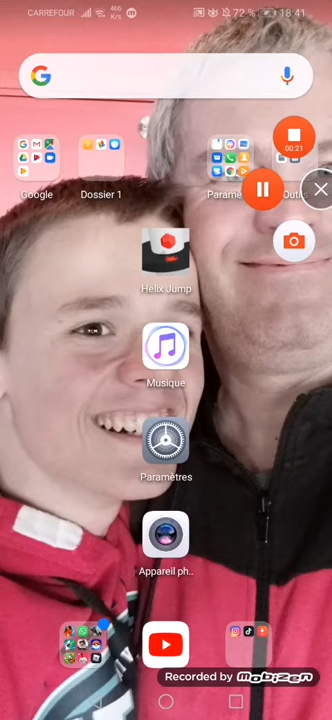 CARREFOUR 466 K/s 72 % 18:41
G
00:21
Google Dossier 1 Paramè Outils
Helix Jump
Musique
Paramètres
Appareil ph..
Recorded by MOBIZEN